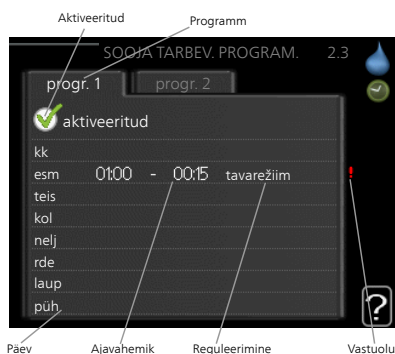 Aktiveeritud
Programm
SOOJA TARBEV. PROGRAM. 2.3
progr. 1 progr. 2
aktiveeritud
kk
esm 01:00 - 00:15 tavarežiim !
teis
kol
nelj
rde
laup
püh
?
Päev Ajavahemik Reguleerimine Vastuolu